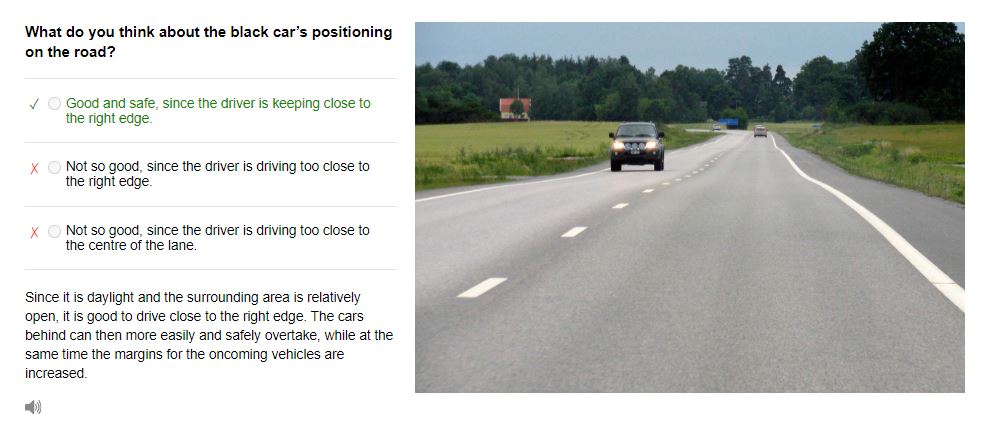 What do you think about the black car’s positioning
on the road?
✓ Good and safe, since the driver is keeping close to
the right edge.
✗ Not so good, since the driver is driving too close to
the right edge.
✗ Not so good, since the driver is driving too close to
the centre of the lane.
Since it is daylight and the surrounding area is relatively
open, it is good to drive close to the right edge. The cars
behind can then more easily and safely overtake, while at the
same time the margins for the oncoming vehicles are
increased.